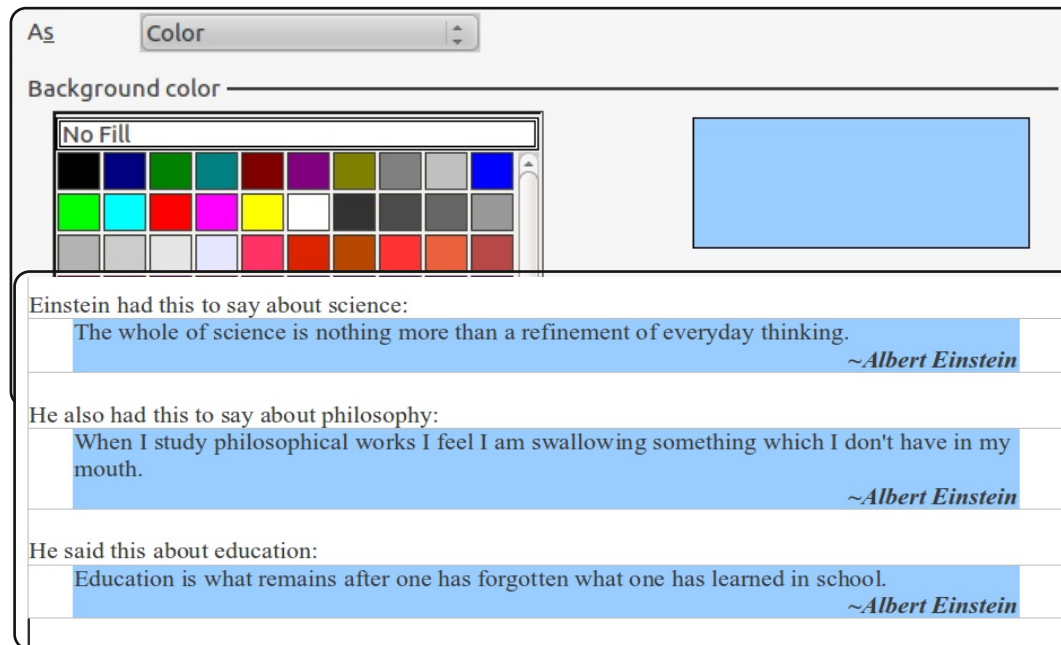 As
Color
Background color
No Fill
Einstein had this to say about science:
The whole of science is nothing more than a refinement of everyday thinking.
~Albert Einstein
He also had this to say about philosophy:
When I study philosophical works I feel I am swallowing something which I don't have in my
mouth.
~Albert Einstein
He said this about education:
Education is what remains after one has forgotten what one has learned in school.
~Albert Einstein